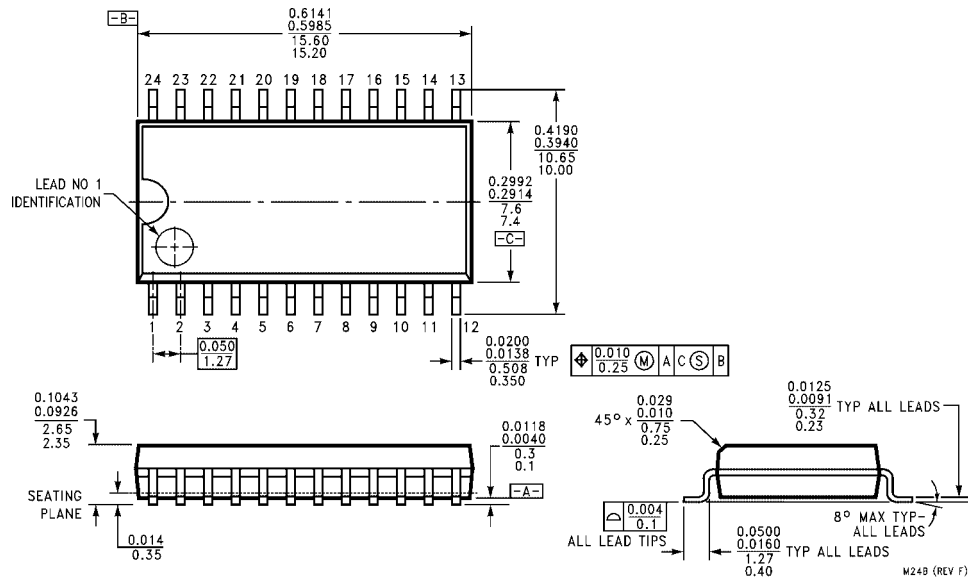 -B-
0.6141
0.5985
15.60
15.20
24 23 22 21 20 19 18 17 16 15 14 13
LEAD NO 1
IDENTIFICATION
0.4190
0.3940
10.65
10.00
0.2992
0.2914
7.6
7.4
-C-
1 2 3 4 5 6 7 8 9 10 11 12
0.050
1.27
0.0200
0.0138
0.508
0.350
TYP
⌖ 0.010 0.25 Ⓜ A C Ⓢ B
0.1043
0.0926
2.65
2.35
SEATING
PLANE
0.014
0.35
0.0118
0.0040
0.3
0.1
-A-
45° x
0.029
0.010
0.75
0.25
0.0125
0.0091
0.32
0.23
TYP ALL LEADS
0.004
0.1
ALL LEAD TIPS
0.0500
0.0160
1.27
0.40
TYP ALL LEADS
8° MAX TYP-
ALL LEADS
M24B (REV F)